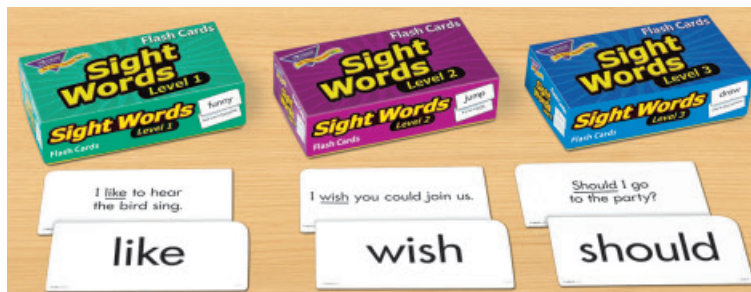 Flash Cards
Sight
Words
Level 1
funny
Sight Words
Level 1
Flash Cards
Flash Cards
Sight
Words
Level 2
jump
Sight Words
Level 2
Flash Cards
Flash Cards
Sight
Words
Level 3
draw
Sight Words
Level 3
Flash Cards
I like to hear
the bird sing.
like
I wish you could join us.
wish
Should I go
to the party?
should